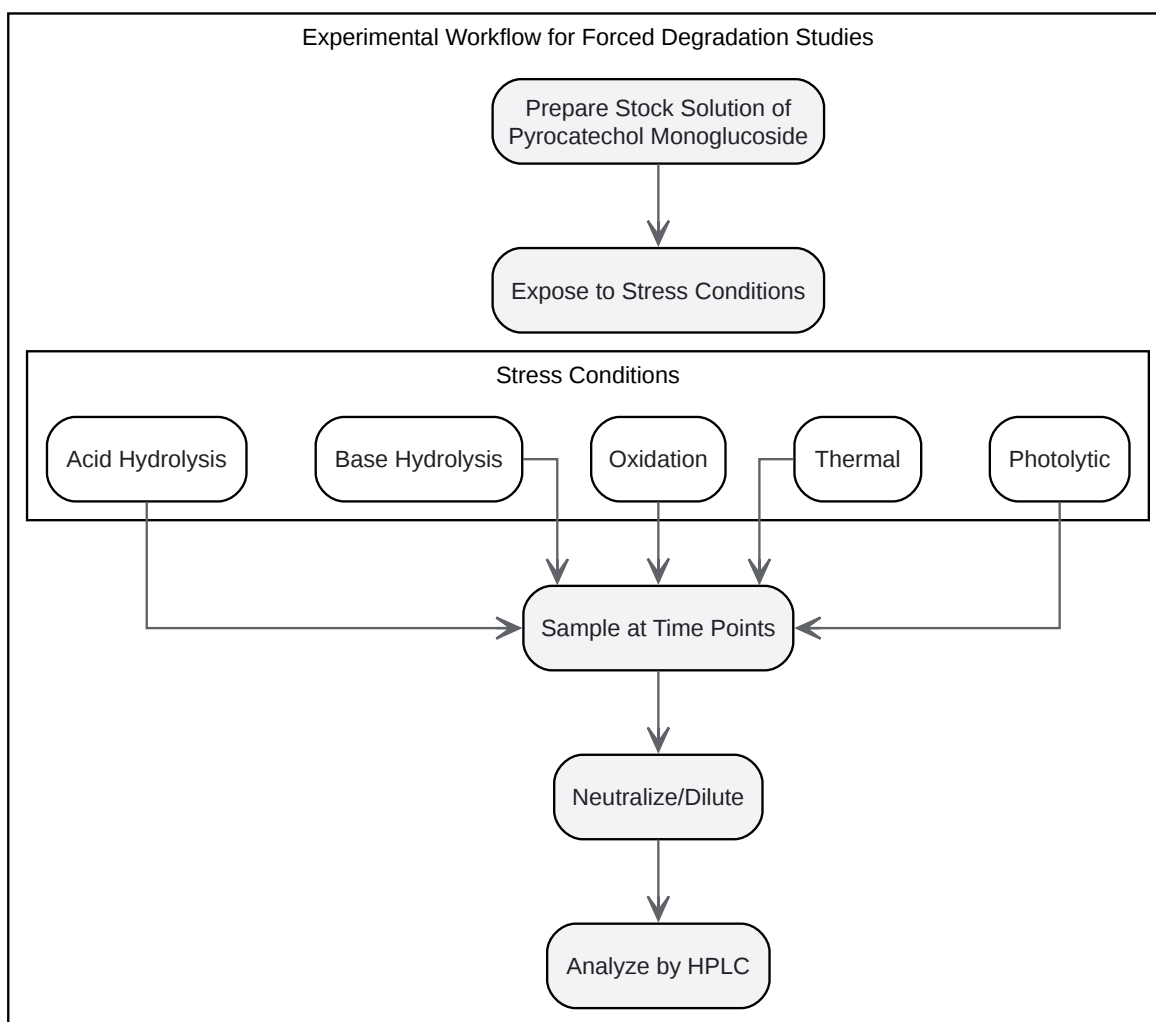 Experimental Workflow for Forced Degradation Studies
Prepare Stock Solution of
Pyrocatechol Monoglucoside
Expose to Stress Conditions
Stress Conditions
Acid Hydrolysis
Base Hydrolysis
Oxidation
Thermal
Photolytic
Sample at Time Points
Neutralize/Dilute
Analyze by HPLC